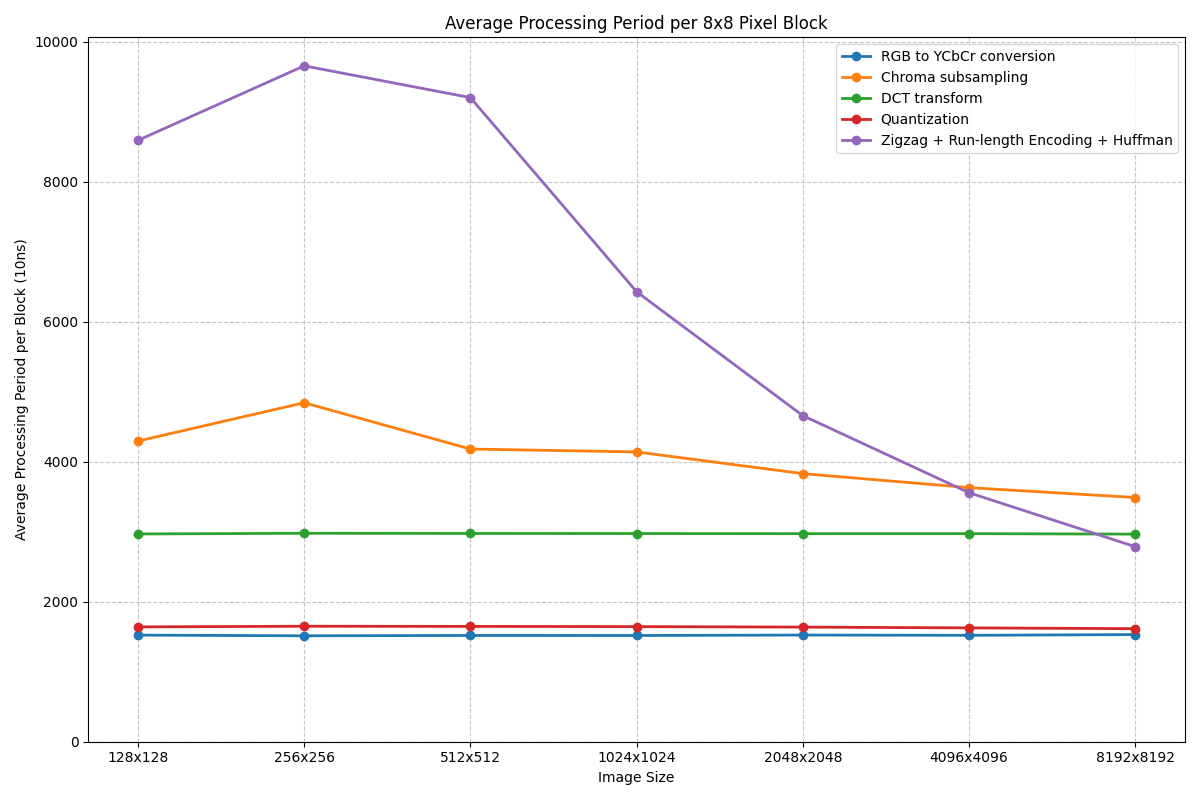 Average Processing Period per 8x8 Pixel Block
RGB to YCbCr conversion
Chroma subsampling
DCT transform
Quantization
Zigzag + Run-length Encoding + Huffman
Average Processing Period per Block (10ns)
10000
8000
6000
4000
2000
0
128x128 256x256 512x512 1024x1024 2048x2048 4096x4096 8192x8192
Image Size